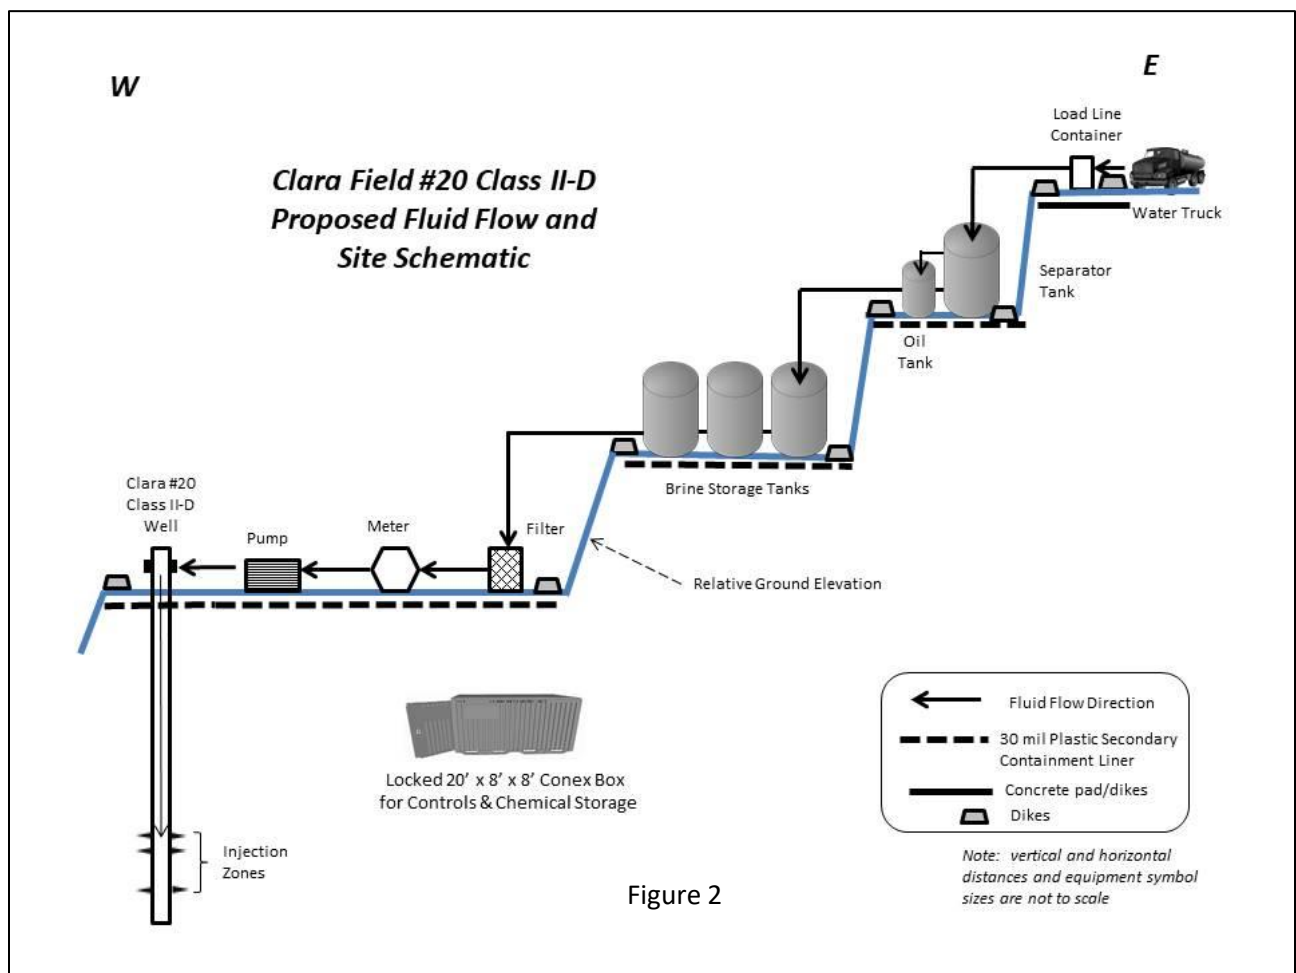 W
E
Clara Field #20 Class II-D
Proposed Fluid Flow and
Site Schematic
Load Line
Container
Water Truck
Separator
Tank
Oil
Tank
Brine Storage Tanks
Clara #20
Class II-D
Well
Pump
Meter
Filter
Relative Ground Elevation
Locked 20’ x 8’ x 8’ Conex Box
for Controls & Chemical Storage
Injection
Zones
Fluid Flow Direction
30 mil Plastic Secondary
Containment Liner
Concrete pad/dikes
Dikes
Note: vertical and horizontal
distances and equipment symbol
sizes are not to scale
Figure 2